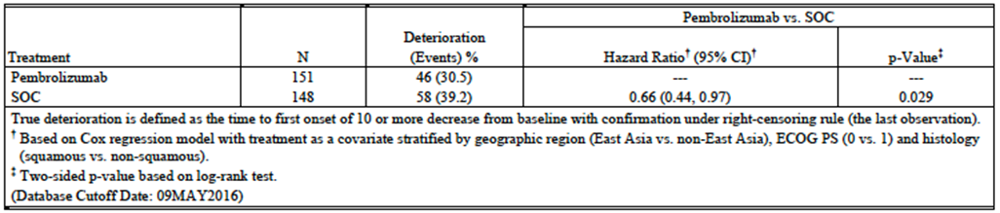 Pembrolizumab vs. SOC
Treatment N Deterioration (Events) % Hazard Ratio† (95% CI)† p-Value‡
Pembrolizumab 151 46 (30.5) --- ---
SOC 148 58 (39.2) 0.66 (0.44, 0.97) 0.029
True deterioration is defined as the time to first onset of 10 or more decrease from baseline with confirmation under right-censoring rule (the last observation).
† Based on Cox regression model with treatment as a covariate stratified by geographic region (East Asia vs. non-East Asia), ECOG PS (0 vs. 1) and histology
(squamous vs. non-squamous).
‡ Two-sided p-value based on log-rank test.
(Database Cutoff Date: 09MAY2016)